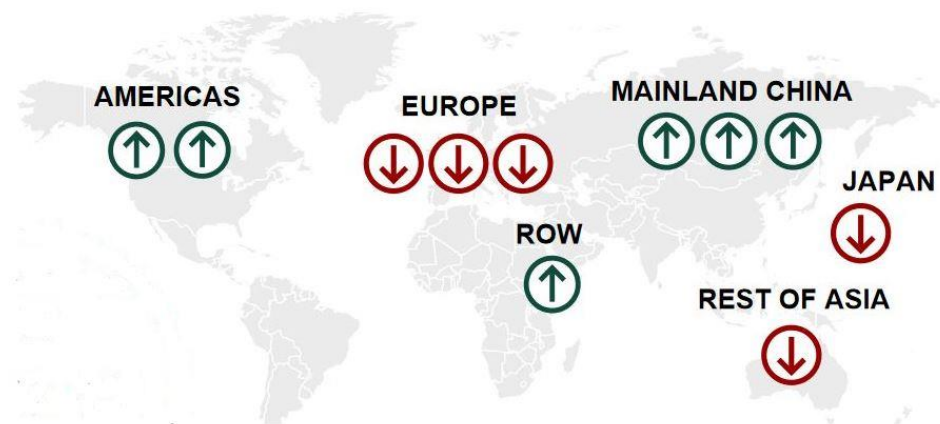 AMERICAS
EUROPE
MAINLAND CHINA
JAPAN
ROW
REST OF ASIA